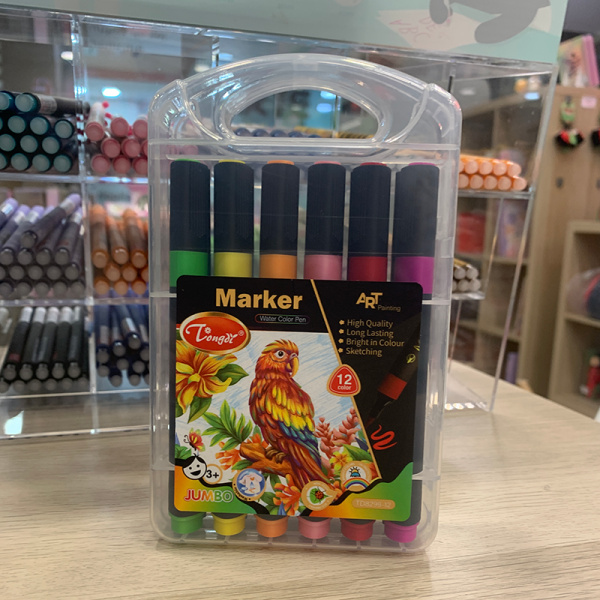 Marker
Water Color Pen
ART
Painting
Tongdi®
High Quality
Long Lasting
Bright in Colour
Sketching
12
color
3+
JUMBO